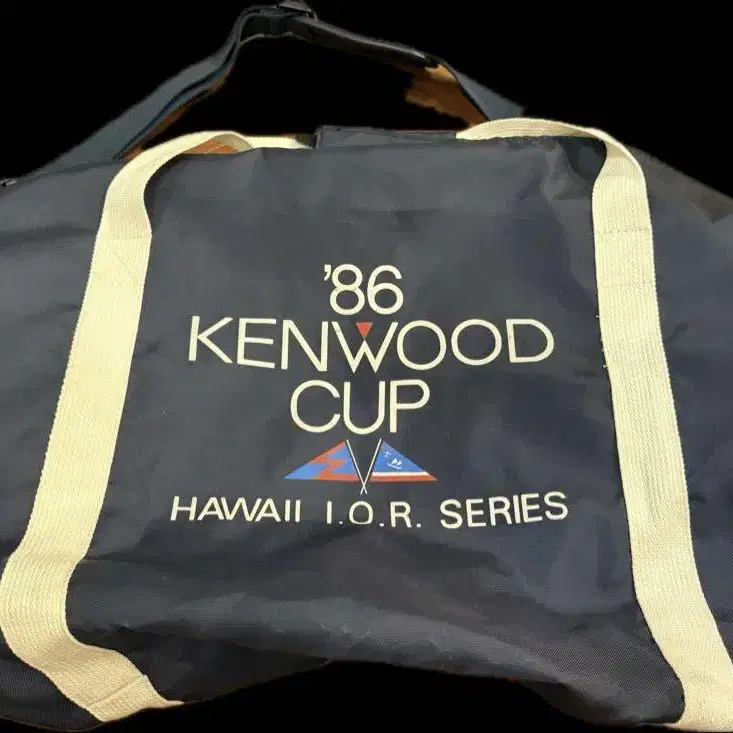 '86
KENWOOD
CUP
HAWAII I.O.R. SERIES